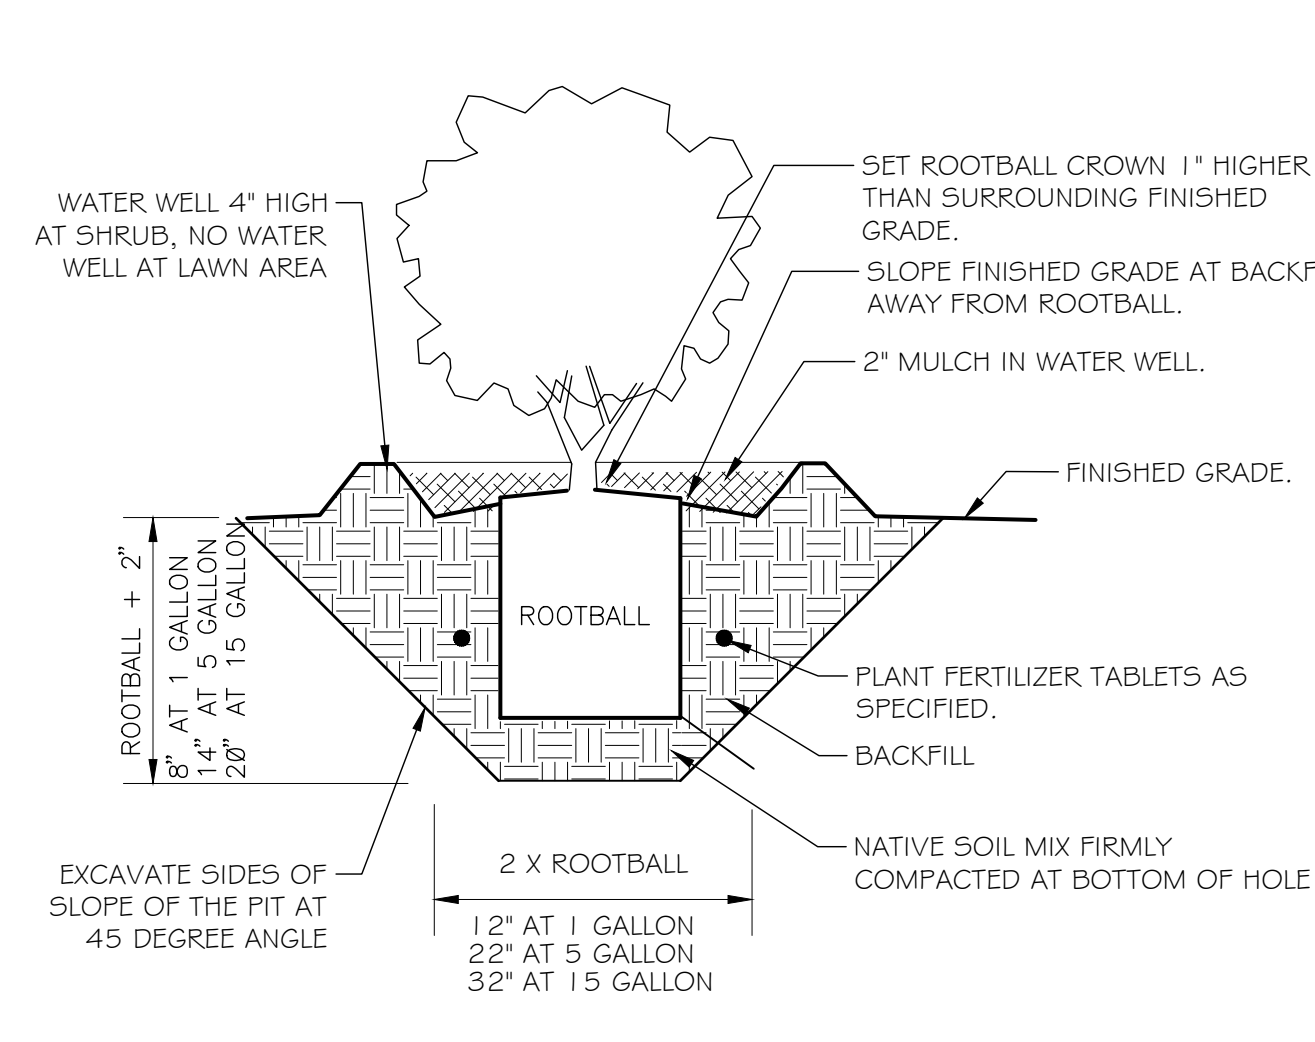 WATER WELL 4" HIGH
AT SHRUB, NO WATER
WELL AT LAWN AREA
SET ROOTBALL CROWN 1" HIGHER
THAN SURROUNDING FINISHED
GRADE.
SLOPE FINISHED GRADE AT
AWAY FROM ROOTBALL.
2" MULCH IN WATER WELL.
FINISHED GRADE.
ROOTBALL + 2"
8" AT 1 GALLON
14" AT 5 GALLON
20" AT 15 GALLON
ROOTBALL
PLANT FERTILIZER TABLETS AS
SPECIFIED.
BACKFILL
NATIVE SOIL MIX FIRMLY
COMPACTED AT BOTTOM OF HOLE
EXCAVATE SIDES OF
SLOPE OF THE PIT AT
45 DEGREE ANGLE
2 X ROOTBALL
12" AT 1 GALLON
22" AT 5 GALLON
32" AT 15 GALLON